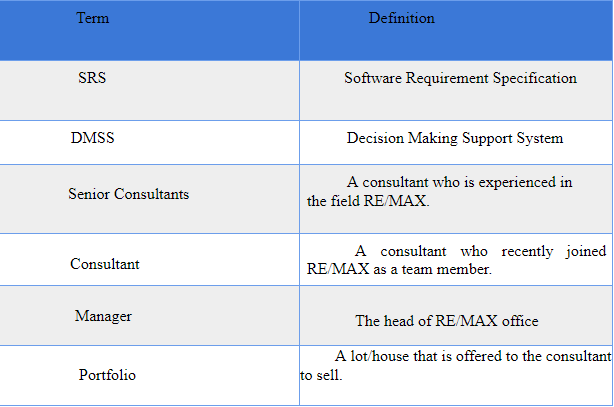 Term Definition
SRS Software Requirement Specification
DMSS Decision Making Support System
Senior Consultants A consultant who is experienced in
the field RE/MAX.
Consultant A consultant who recently joined
RE/MAX as a team member.
Manager The head of RE/MAX office
Portfolio A lot/house that is offered to the consultant
to sell.